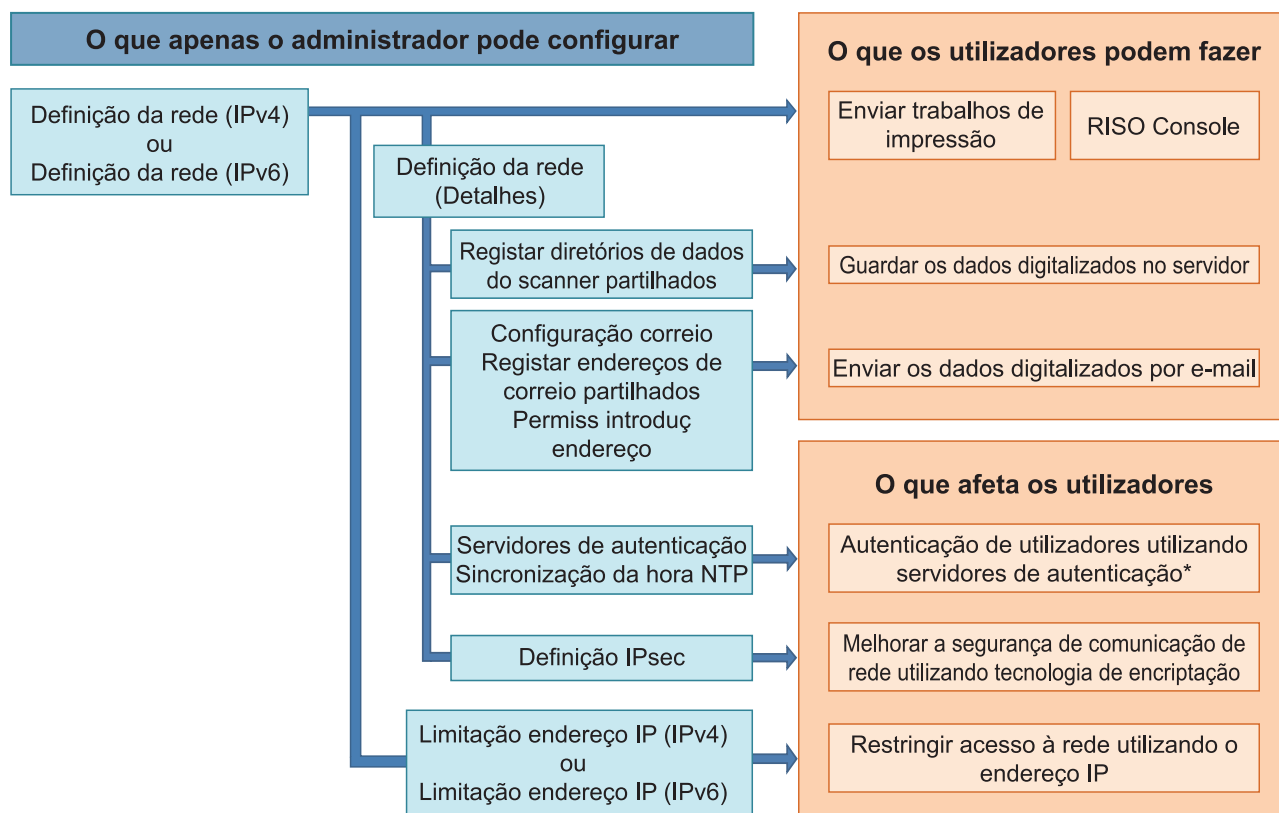 O que apenas o administrador pode configurar
O que os utilizadores podem fazer
Definição da rede (IPv4)
ou
Definição da rede (IPv6)
Enviar trabalhos de
impressão
RISO Console
Definição da rede
(Detalhes)
Registar diretórios de dados
do scanner partilhados
Guardar os dados digitalizados no servidor
Configuração correio
Registar endereços de
correio partilhados
Permiss introduç
endereço
Enviar os dados digitalizados por e-mail
O que afeta os utilizadores
Servidores de autenticação
Sincronização da hora NTP
Autenticação de utilizadores utilizando
servidores de autenticação*
Definição IPsec
Melhorar a segurança de comunicação de
rede utilizando tecnologia de encriptação
Limitação endereço IP (IPv4)
ou
Limitação endereço IP (IPv6)
Restringir acesso à rede utilizando o
endereço IP